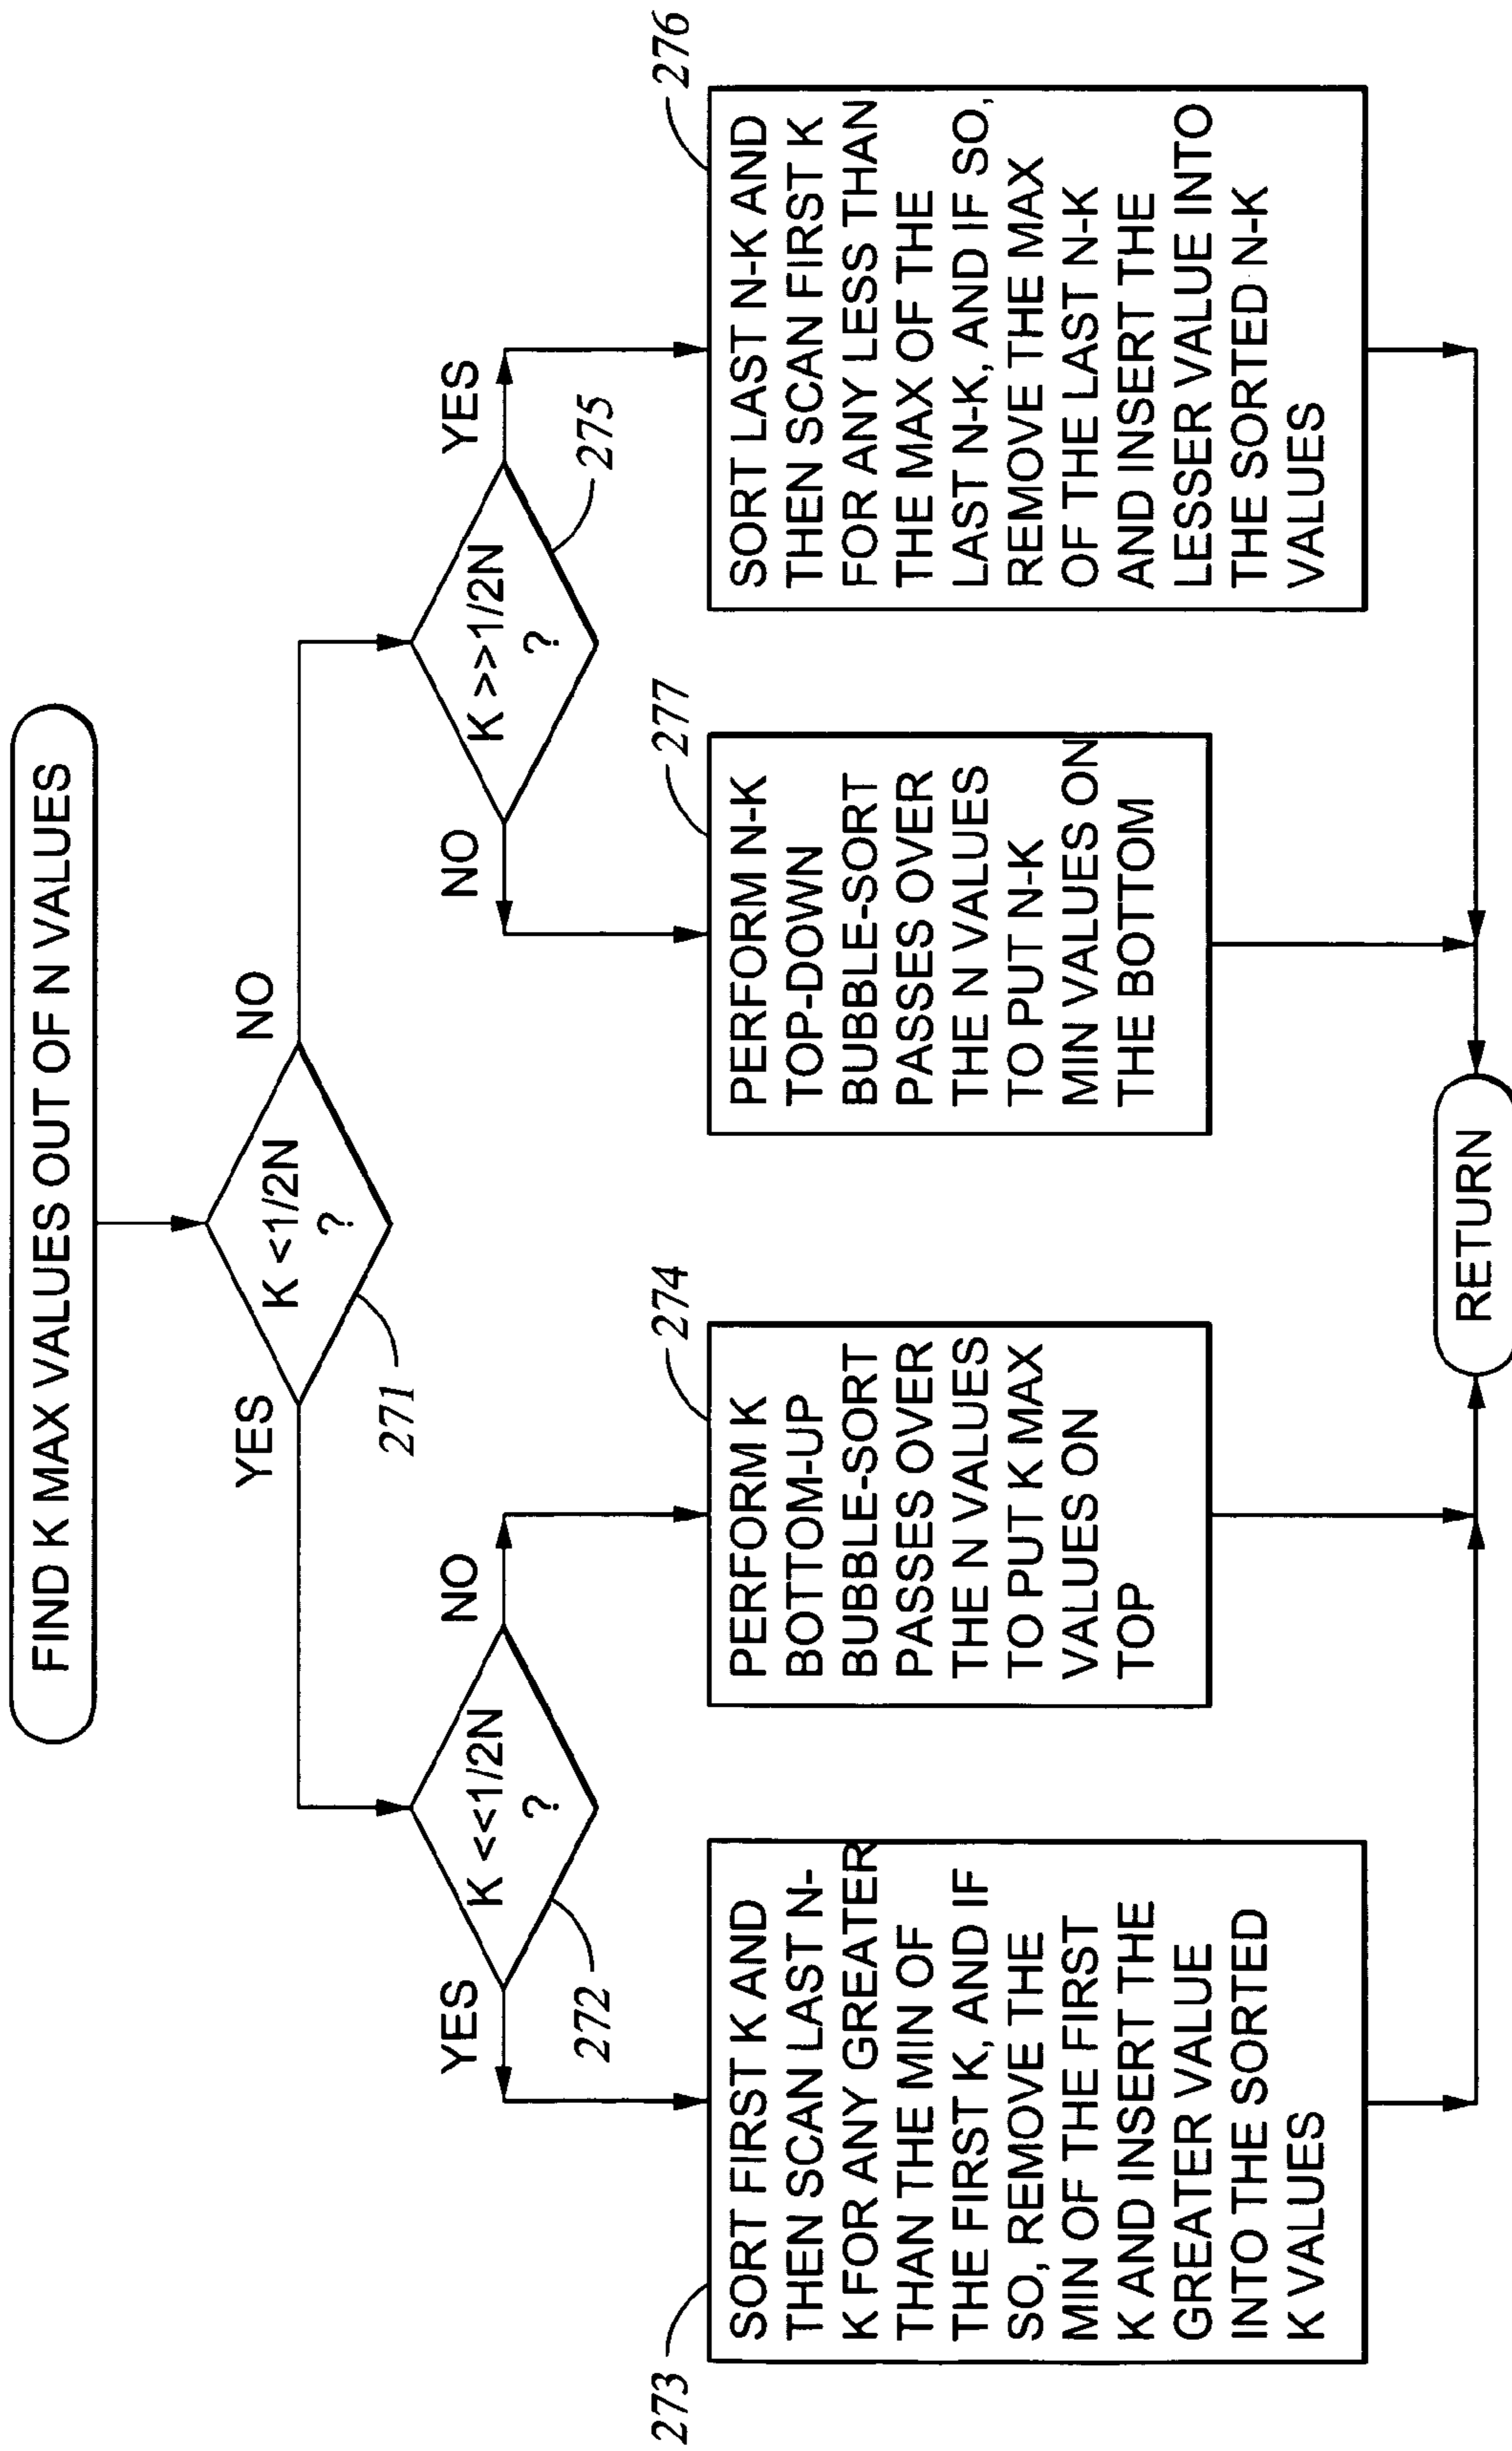 FIND K MAX VALUES OUT OF N VALUES
K <1/2N
?
271
YES
NO
K <<1/2N
?
272
YES
NO
K >>1/2N
?
275
NO
YES
273
SORT FIRST K AND
THEN SCAN LAST N-
K FOR ANY GREATER
THAN THE MIN OF
THE FIRST K, AND IF
SO, REMOVE THE
MIN OF THE FIRST
K AND INSERT THE
GREATER VALUE
INTO THE SORTED
K VALUES
274
PERFORM K
BOTTOM-UP
BUBBLE-SORT
PASSES OVER
THE N VALUES
TO PUT K MAX
VALUES ON
TOP
277
PERFORM N-K
TOP-DOWN
BUBBLE-SORT
PASSES OVER
THE N VALUES
TO PUT N-K
MIN VALUES ON
THE BOTTOM
276
SORT LAST N-K AND
THEN SCAN FIRST K
FOR ANY LESS THAN
THE MAX OF THE
LAST N-K, AND IF SO,
REMOVE THE MAX
OF THE LAST N-K
AND INSERT THE
LESSER VALUE INTO
THE SORTED N-K
VALUES
RETURN